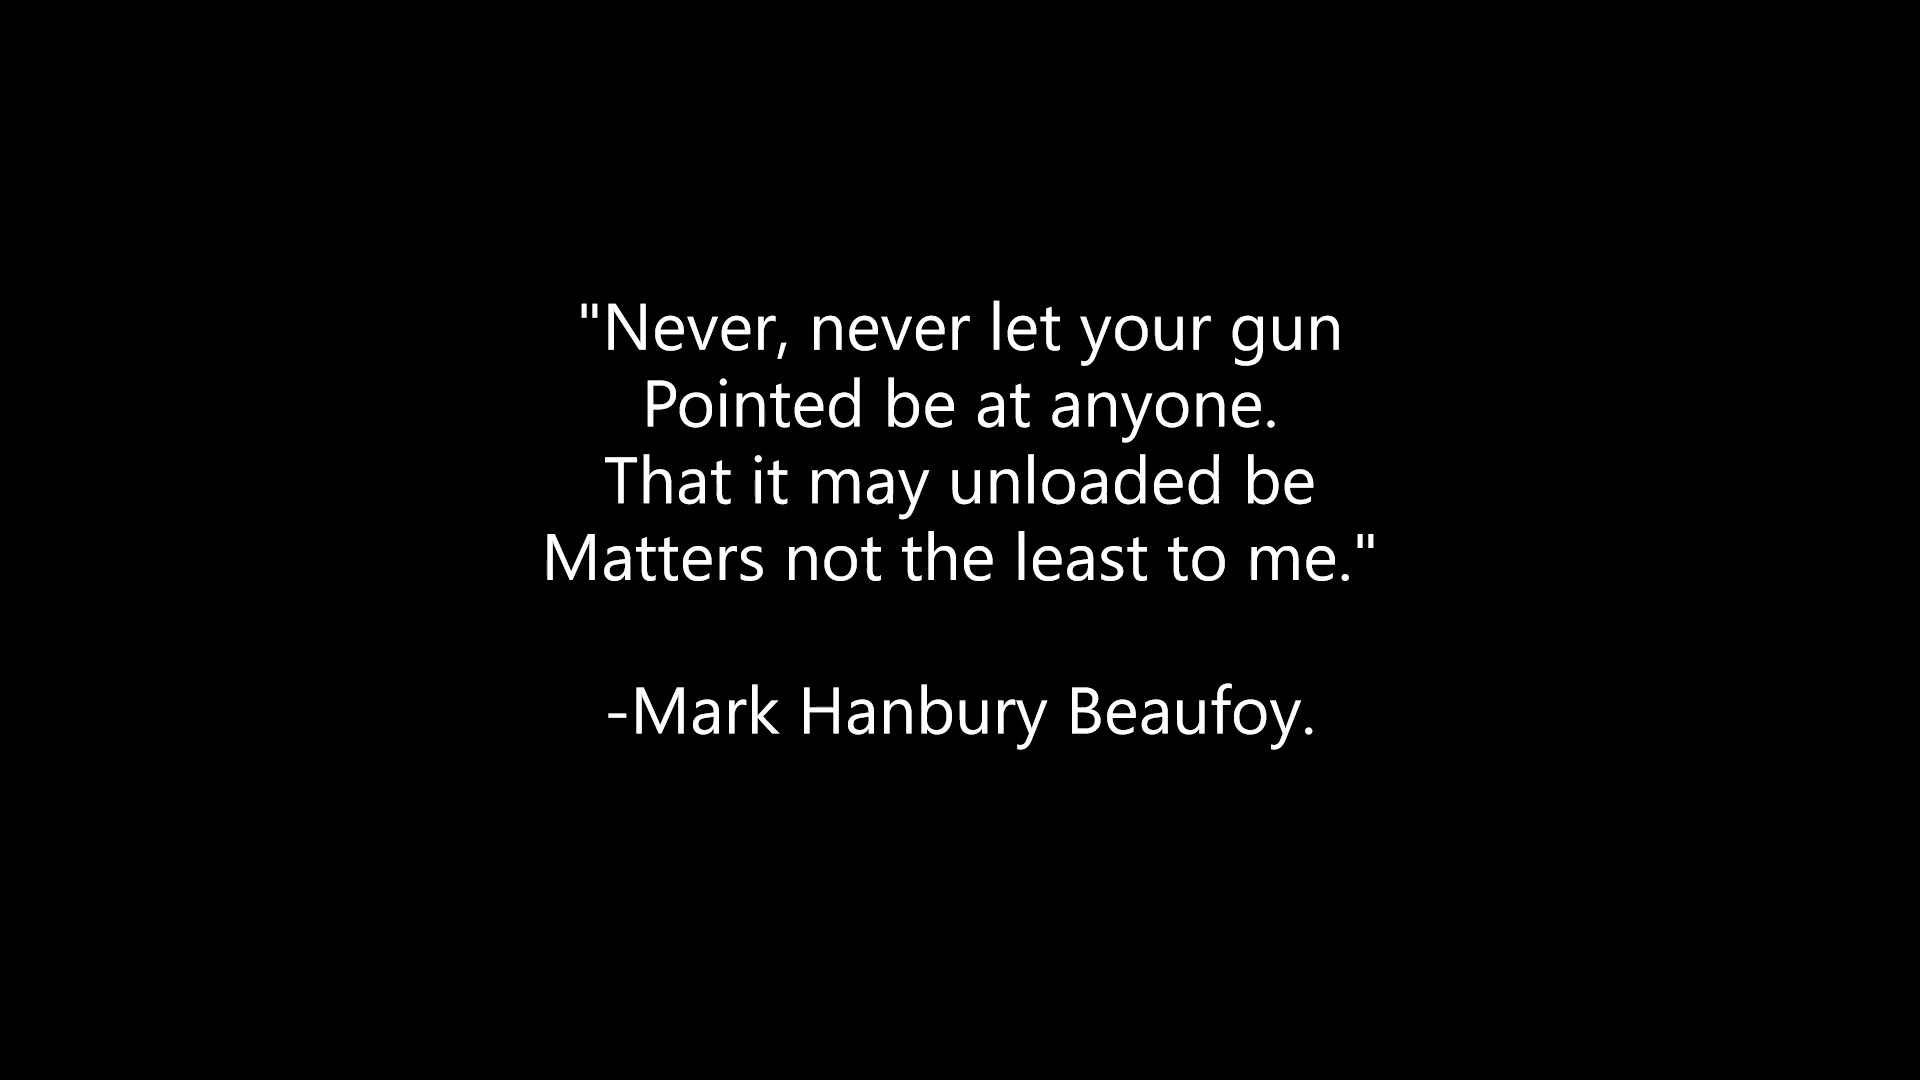 "Never, never let your gun
Pointed be at anyone.
That it may unloaded be
Matters not the least to me."
-Mark Hanbury Beaufoy.